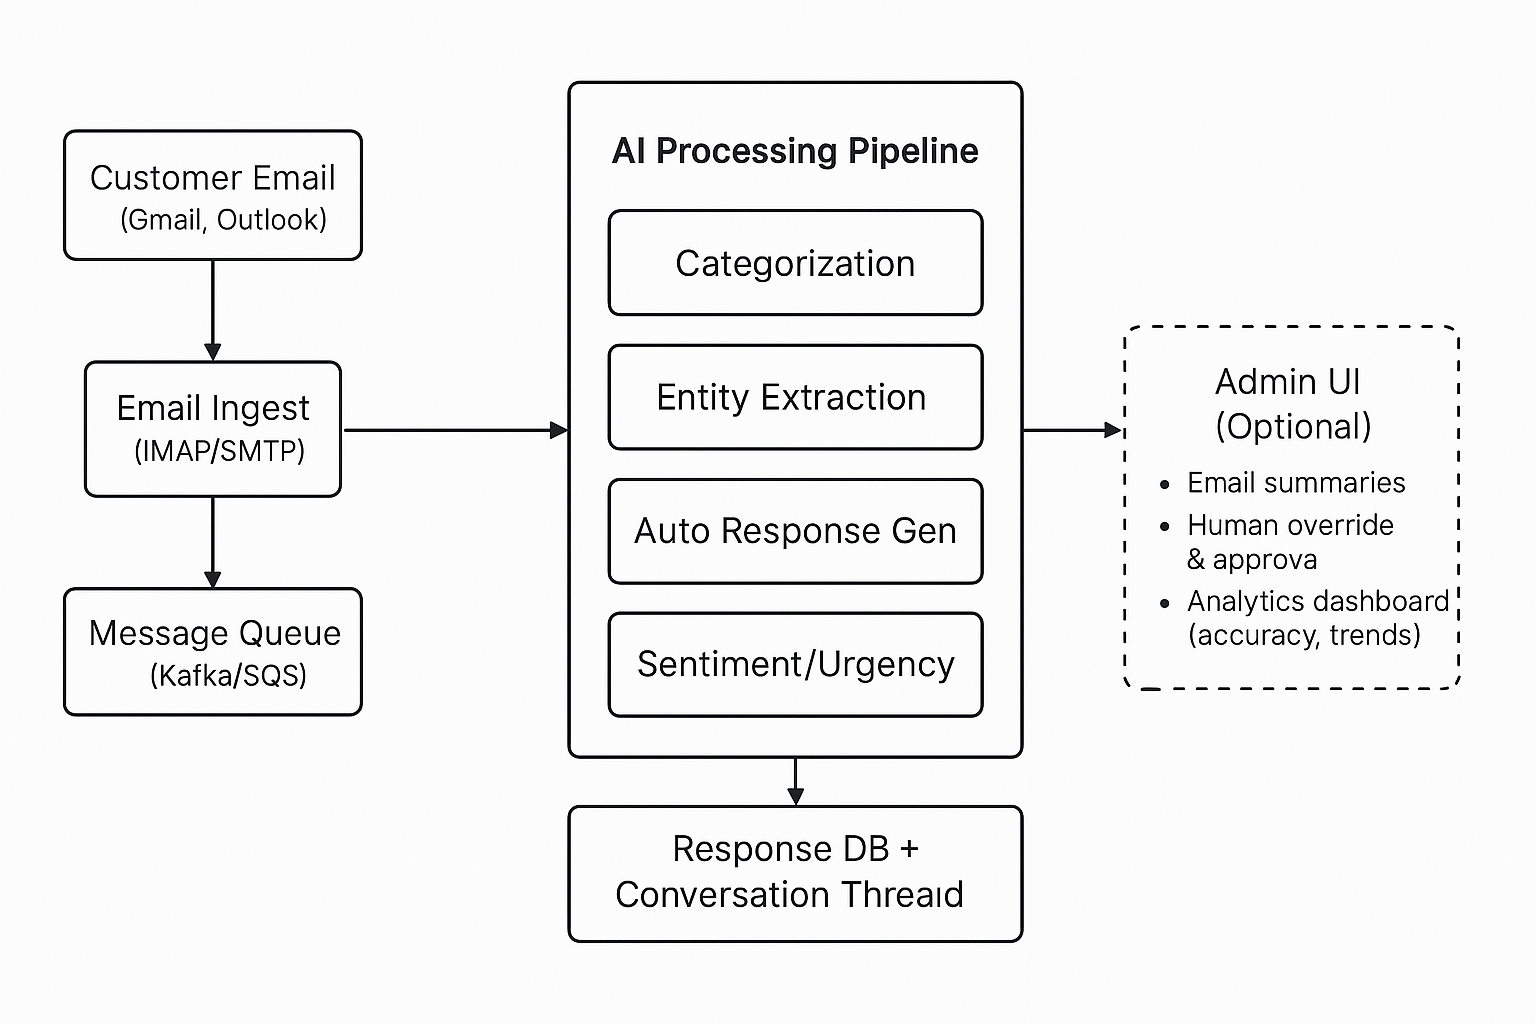 Customer Email
(Gmail, Outlook)
Email Ingest
(IMAP/SMTP)
Message Queue
(Kafka/SQS)
AI Processing Pipeline
Categorization
Entity Extraction
Auto Response Gen
Sentiment/Urgency
Response DB +
Conversation Threaıd
Admin UI
(Optional)
• Email summaries
• Human override
& approva
• Analytics dashboard
(accuracy, trends)